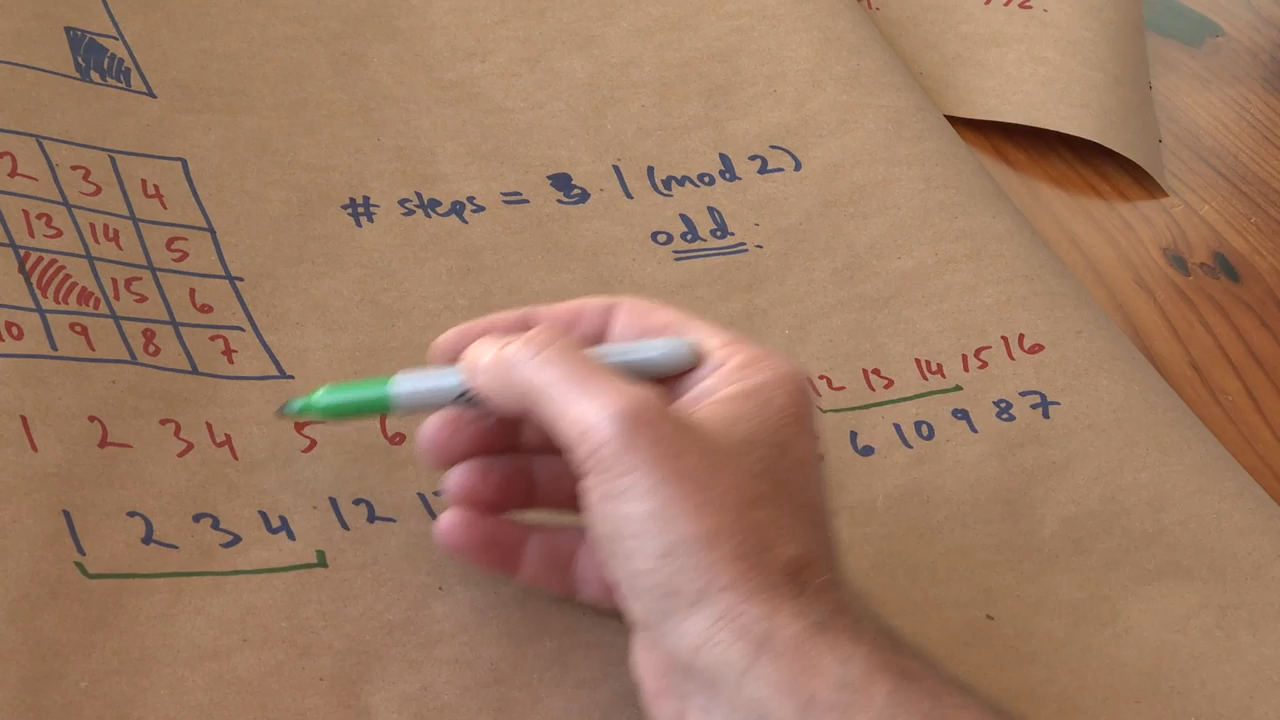 2 3 4
13 14 5
15 6
10 9 8 7
# steps = 1 (mod 2)
odd
1 2 3 4 5 6 12 13 14 15 16
1 2 3 4 12 6 10 9 8 7